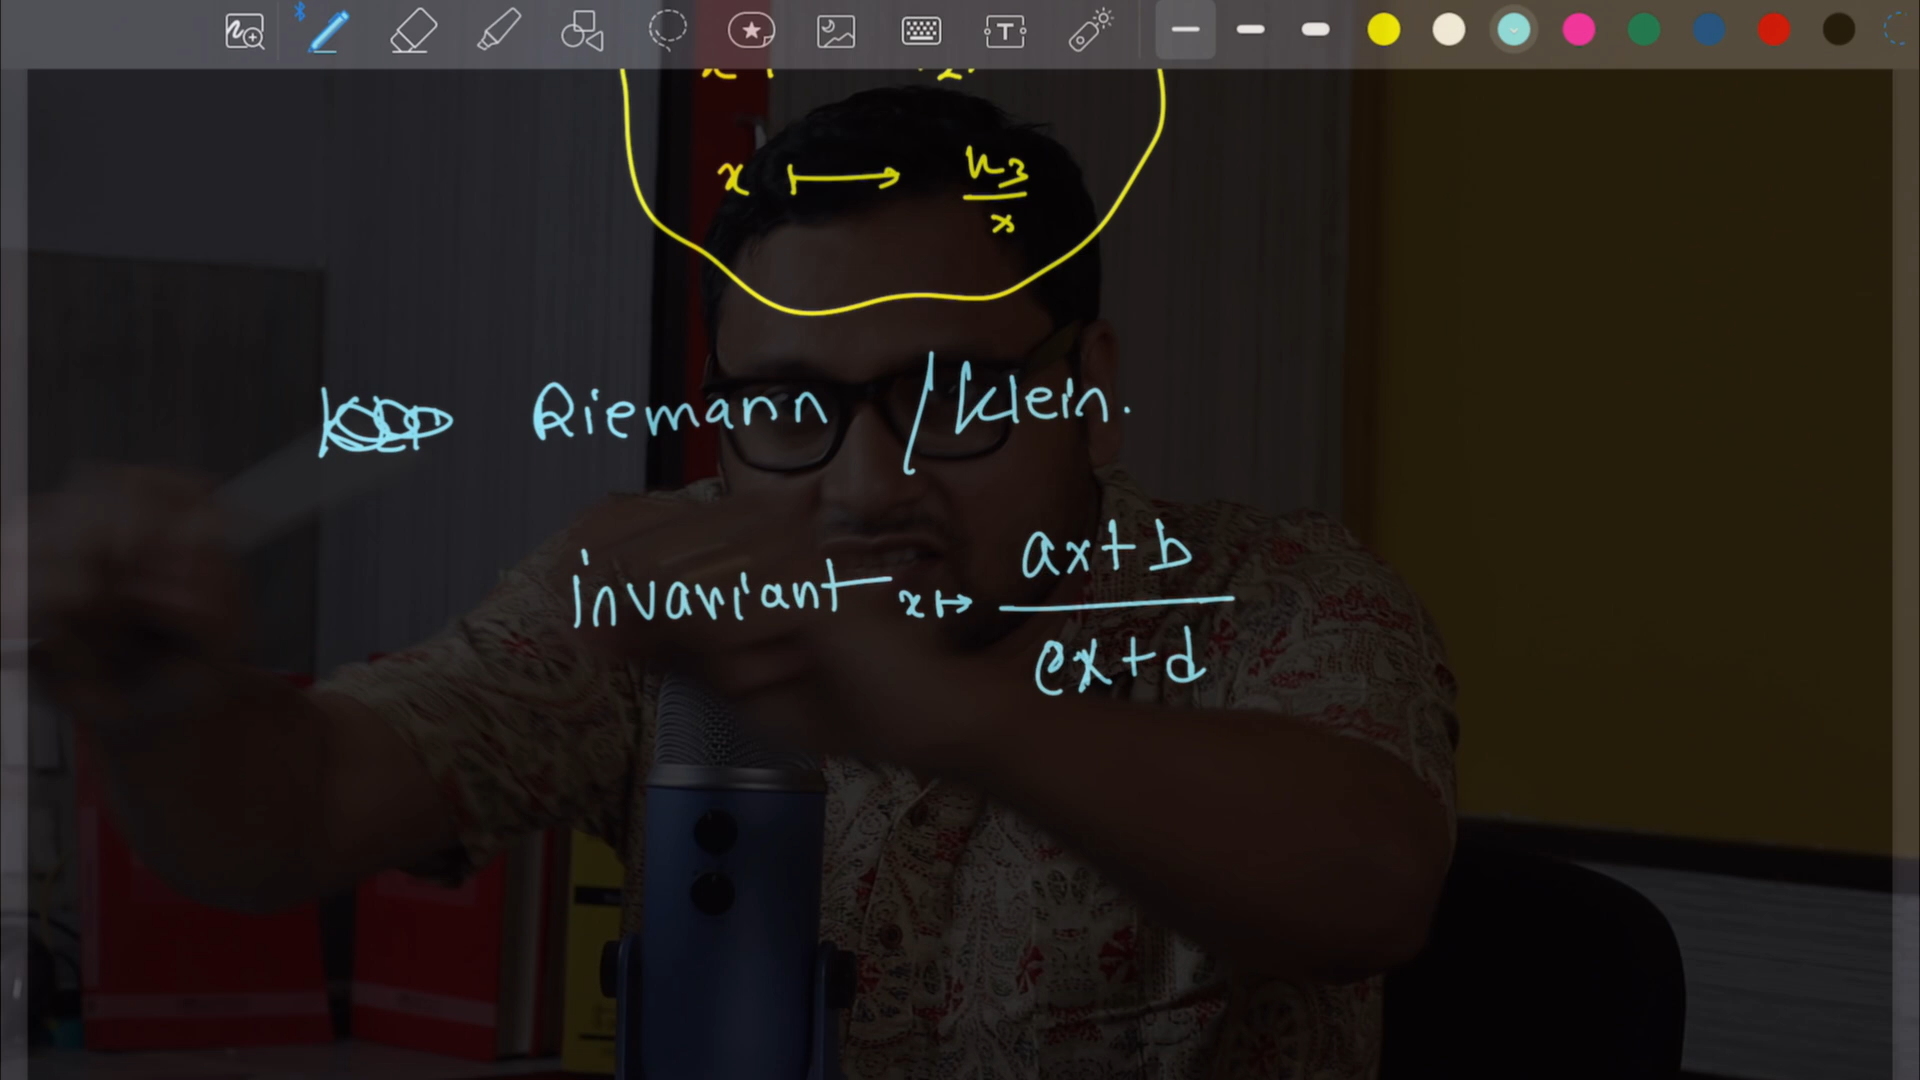 x ↦ k₃/x
Riemann / Klein.
invariant x ↦ (ax+b)/(cx+d)